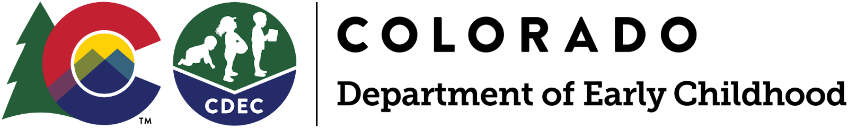 TM
CDEC
COLORADO
Department of Early Childhood